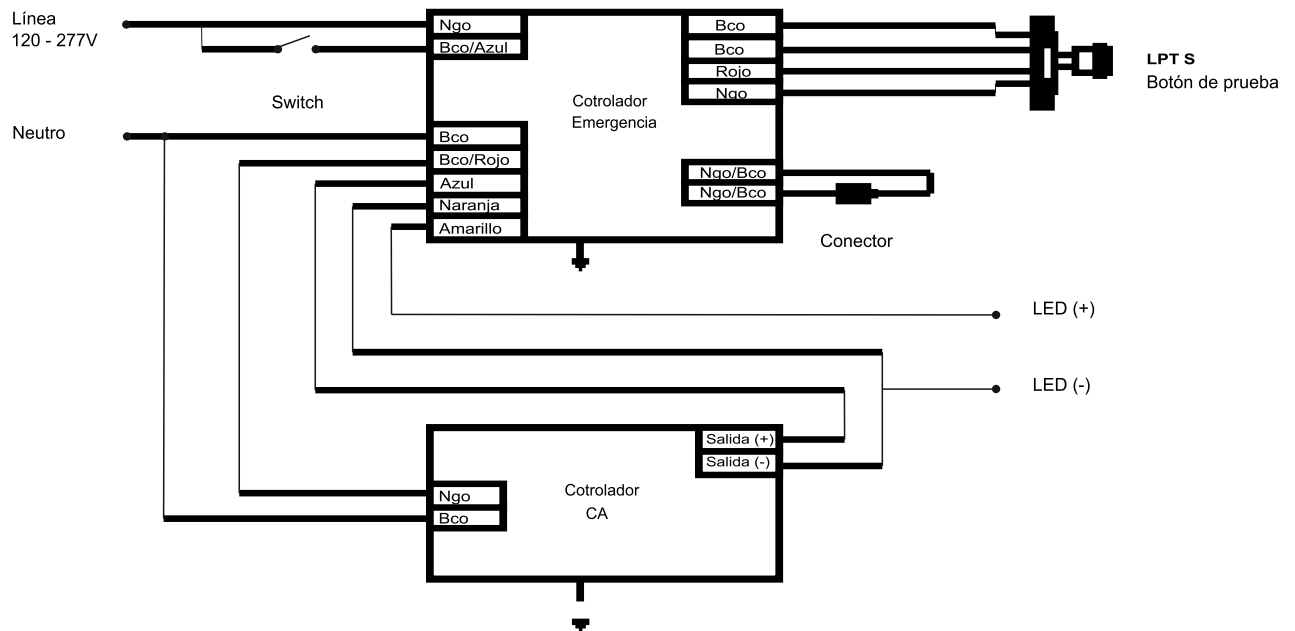 Línea
120 - 277V
Switch
Neutro
Ngo
Bco/Azul
Bco
Bco/Rojo
Azul
Naranja
Amarillo
Cotrolador
Emergencia
Bco
Bco
Rojo
Ngo
Ngo/Bco
Ngo/Bco
LPT S
Botón de prueba
Conector
LED (+)
LED (-)
Salida (+)
Salida (-)
Ngo
Bco
Cotrolador
CA